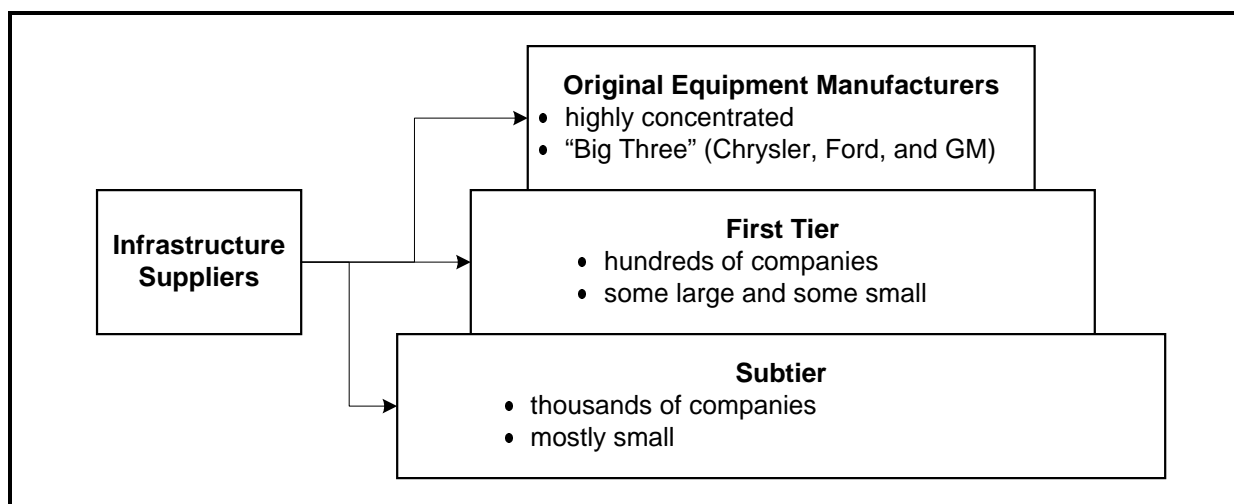 Original Equipment Manufacturers
• highly concentrated
• “Big Three” (Chrysler, Ford, and GM)
Infrastructure
Suppliers
First Tier
• hundreds of companies
• some large and some small
Subtier
• thousands of companies
• mostly small